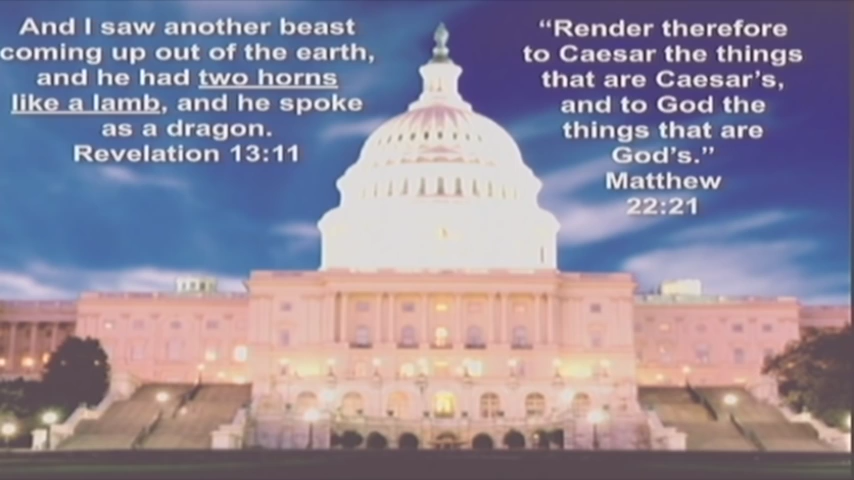 And I saw another beast
coming up out of the earth,
and he had two horns
like a lamb, and he spoke
as a dragon.
Revelation 13:11
“Render therefore
to Caesar the things
that are Caesar’s,
and to God the
things that are
God’s.”
Matthew
22:21